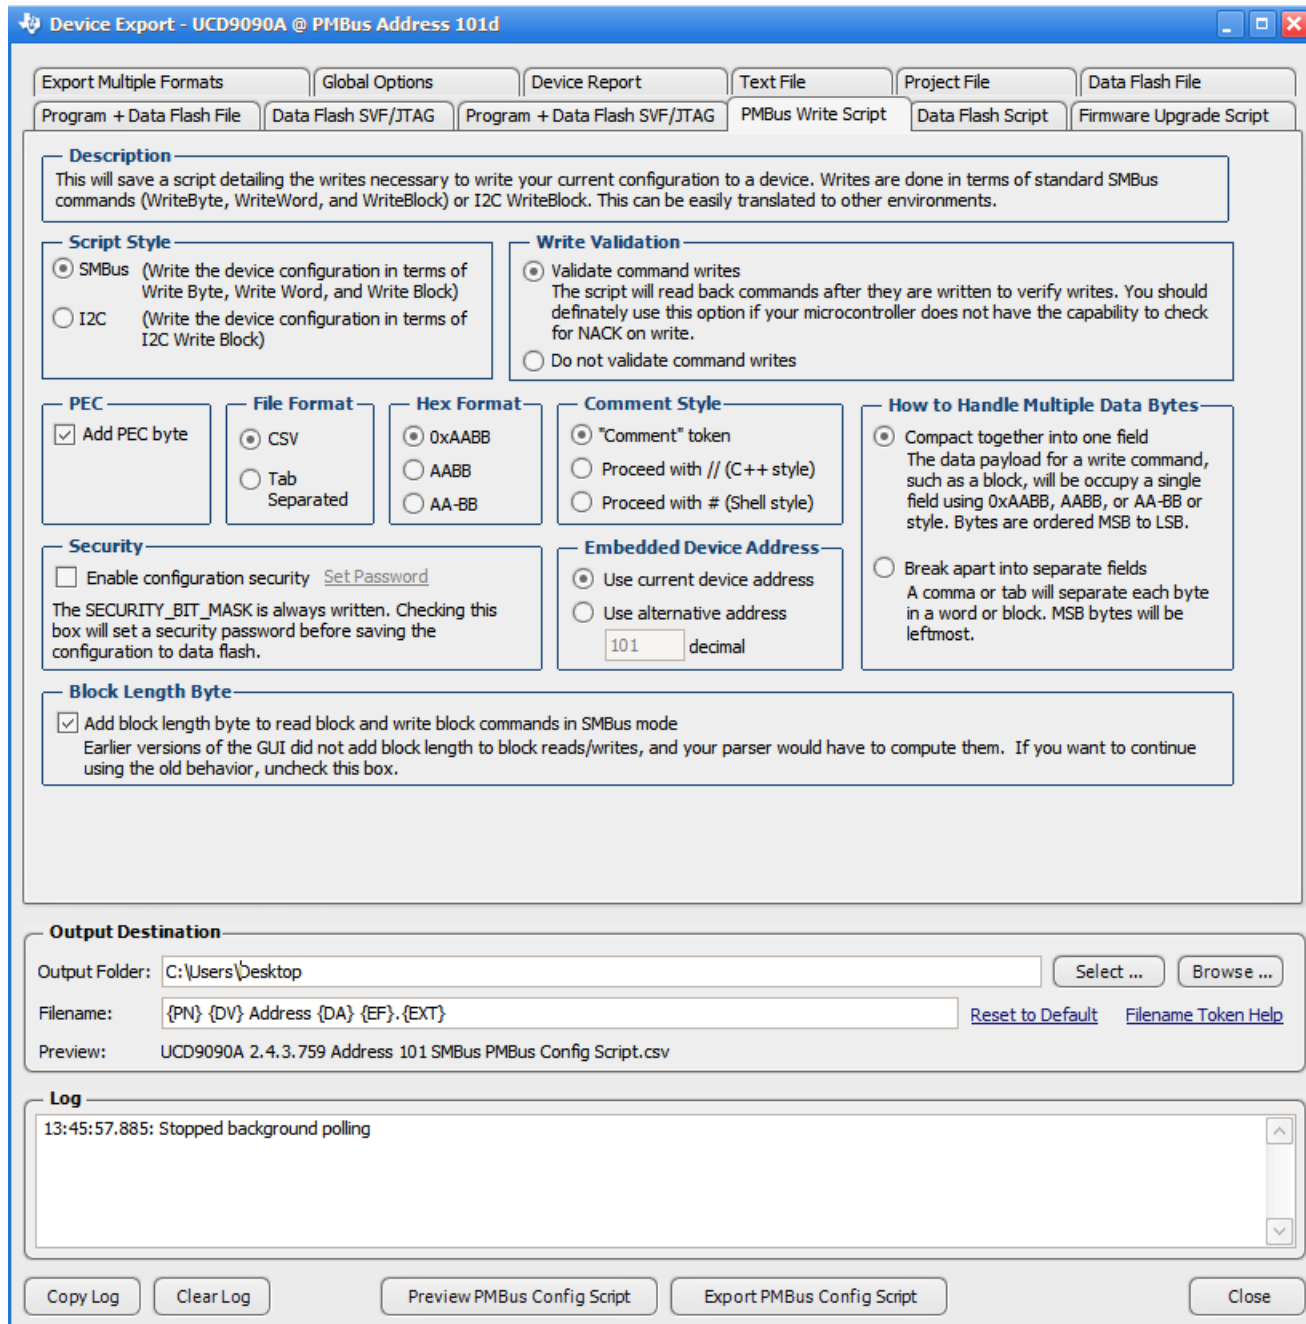 Device Export - UCD9090A @ PMBus Address 101d
Export Multiple Formats
Global Options
Device Report
Text File
Project File
Data Flash File
Program + Data Flash File
Data Flash SVF/JTAG
Program + Data Flash SVF/JTAG
PMBus Write Script
Data Flash Script
Firmware Upgrade Script
Description
This will save a script detailing the writes necessary to write your current configuration to a device. Writes are done in terms of standard SMBus
commands (WriteByte, WriteWord, and WriteBlock) or I2C WriteBlock. This can be easily translated to other environments.
Script Style
SMBus (Write the device configuration in terms of
Write Byte, Write Word, and Write Block)
I2C (Write the device configuration in terms of
I2C Write Block)
Write Validation
Validate command writes
The script will read back commands after they are written to verify writes. You should
definately use this option if your microcontroller does not have the capability to check
for NACK on write.
Do not validate command writes
PEC
Add PEC byte
File Format
CSV
Tab
Separated
Hex Format
0xAABB
AABB
AA-BB
Comment Style
"Comment" token
Proceed with // (C++ style)
Proceed with # (Shell style)
How to Handle Multiple Data Bytes
Compact together into one field
The data payload for a write command,
such as a block, will be occupy a single
field using 0xAABB, AABB, or AA-BB or
style. Bytes are ordered MSB to LSB.
Break apart into separate fields
A comma or tab will separate each byte
in a word or block. MSB bytes will be
leftmost.
Security
Enable configuration security Set Password
The SECURITY_BIT_MASK is always written. Checking this
box will set a security password before saving the
configuration to data flash.
Embedded Device Address
Use current device address
Use alternative address
101 decimal
Block Length Byte
Add block length byte to read block and write block commands in SMBus mode
Earlier versions of the GUI did not add block length to block reads/writes, and your parser would have to compute them. If you want to continue
using the old behavior, uncheck this box.
Output Destination
Output Folder: C:\Users\Desktop
Select ...
Browse ...
Filename: {PN} {DV} Address {DA} {EF}.{EXT}
Reset to Default
Filename Token Help
Preview: UCD9090A 2.4.3.759 Address 101 SMBus PMBus Config Script.csv
Log
13:45:57.885: Stopped background polling
Copy Log
Clear Log
Preview PMBus Config Script
Export PMBus Config Script
Close